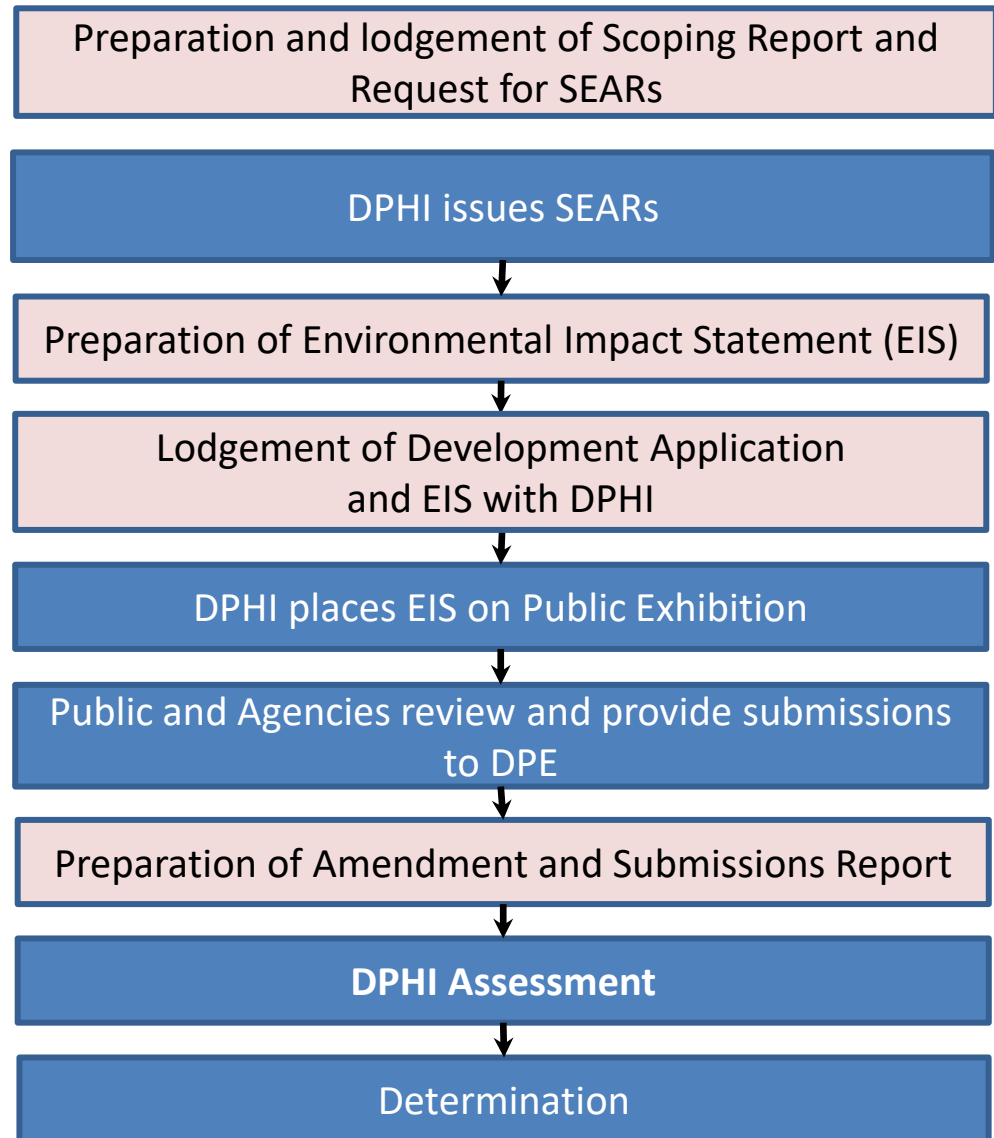 Preparation and lodgement of Scoping Report and
Request for SEARs
DPHI issues SEARs
Preparation of Environmental Impact Statement (EIS)
Lodgement of Development Application
and EIS with DPHI
DPHI places EIS on Public Exhibition
Public and Agencies review and provide submissions
to DPE
Preparation of Amendment and Submissions Report
DPHI Assessment
Determination